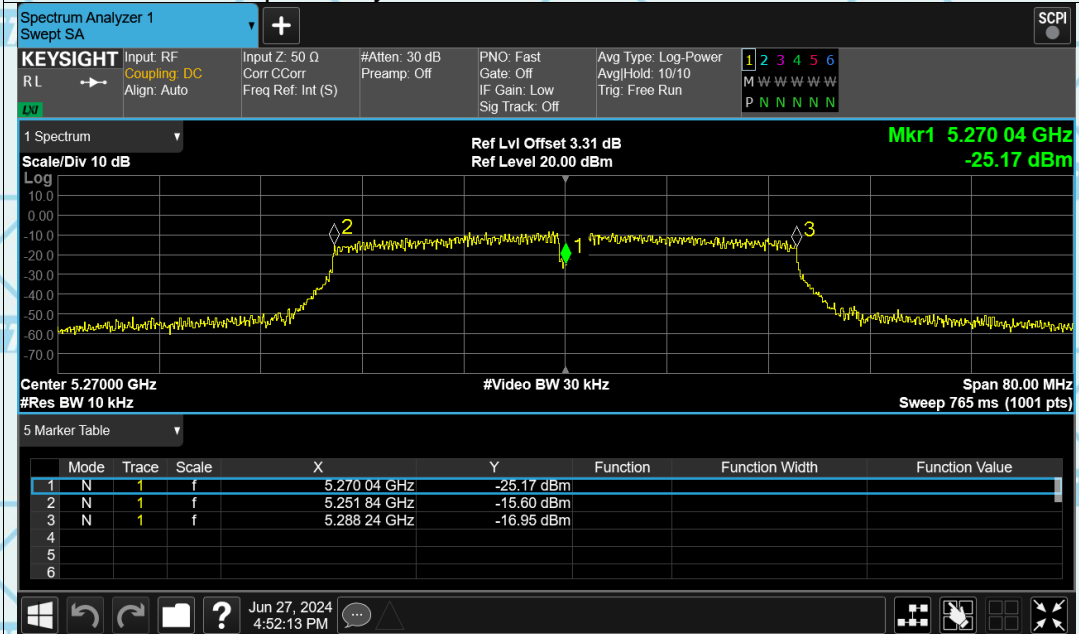 Spectrum Analyzer 1
Swept SA
+
SCPI
KEYSIGHT
RL
LXI
Input: RF
Coupling: DC
Align: Auto
Input Z: 50 Ω
Corr CCorr
Freq Ref: Int (S)
#Atten: 30 dB
Preamp: Off
PNO: Fast
Gate: Off
IF Gain: Low
Sig Track: Off
Avg Type: Log-Power
Avg|Hold: 10/10
Trig: Free Run
1 2 3 4 5 6
M W W W W W
P N N N N N
1 Spectrum
Scale/Div 10 dB
Ref Lvl Offset 3.31 dB
Ref Level 20.00 dBm
Mkr1 5.270 04 GHz
-25.17 dBm
Log
10.0
0.00
-10.0
-20.0
-30.0
-40.0
-50.0
-60.0
-70.0
2
1
3
Center 5.27000 GHz
#Video BW 30 kHz
Span 80.00 MHz
#Res BW 10 kHz
Sweep 765 ms (1001 pts)
5 Marker Table
Mode Trace Scale X Y Function Function Width Function Value
1 N 1 f 5.270 04 GHz -25.17 dBm
2 N 1 f 5.251 84 GHz -15.60 dBm
3 N 1 f 5.288 24 GHz -16.95 dBm
4
5
6
?
Jun 27, 2024
4:52:13 PM